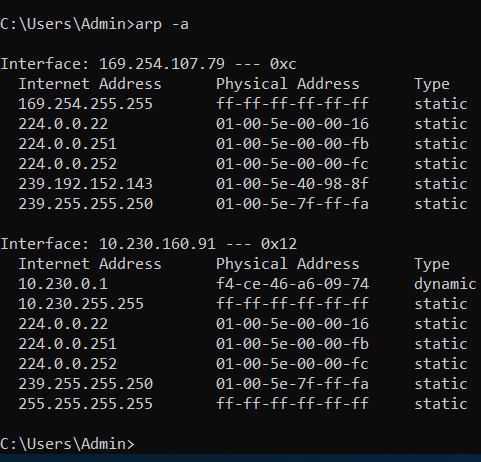 C:\Users\Admin>arp -a
Interface: 169.254.107.79 --- 0xc
Internet Address Physical Address Type
169.254.255.255 ff-ff-ff-ff-ff-ff static
224.0.0.22 01-00-5e-00-00-16 static
224.0.0.251 01-00-5e-00-00-fb static
224.0.0.252 01-00-5e-00-00-fc static
239.192.152.143 01-00-5e-40-98-8f static
239.255.255.250 01-00-5e-7f-ff-fa static
Interface: 10.230.160.91 --- 0x12
Internet Address Physical Address Type
10.230.0.1 f4-ce-46-a6-09-74 dynamic
10.230.255.255 ff-ff-ff-ff-ff-ff static
224.0.0.22 01-00-5e-00-00-16 static
224.0.0.251 01-00-5e-00-00-fb static
224.0.0.252 01-00-5e-00-00-fc static
239.255.255.250 01-00-5e-7f-ff-fa static
255.255.255.255 ff-ff-ff-ff-ff-ff static
C:\Users\Admin>